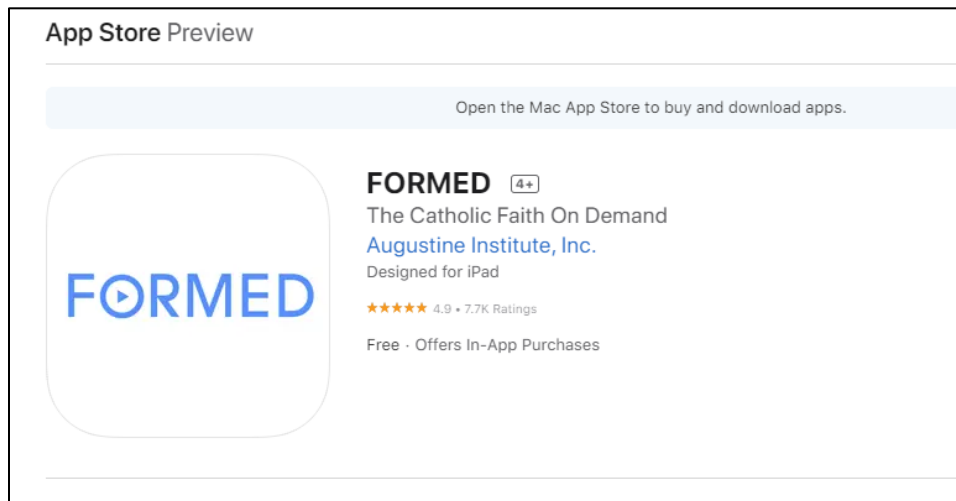 App Store Preview
Open the Mac App Store to buy and download apps.
FORMED
FORMED 4+
The Catholic Faith On Demand
Augustine Institute, Inc.
Designed for iPad
★★★★★ 4.9 • 7.7K Ratings
Free · Offers In-App Purchases